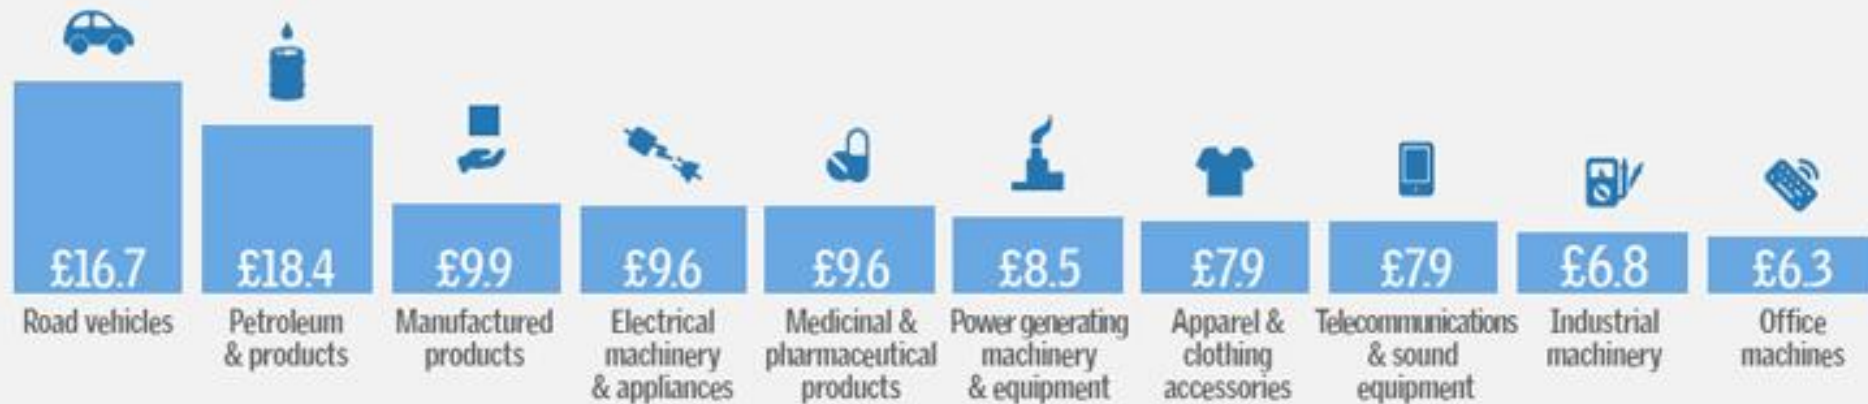 £16.7
Road vehicles
£18.4
Petroleum
& products
£9.9
Manufactured
products
£9.6
Electrical
machinery
& appliances
£9.6
Medicinal &
pharmaceutical
products
£8.5
Power generating
machinery
& equipment
£7.9
Apparel &
clothing
accessories
£7.9
Telecommunications
& sound
equipment
£6.8
Industrial
machinery
£6.3
Office
machines